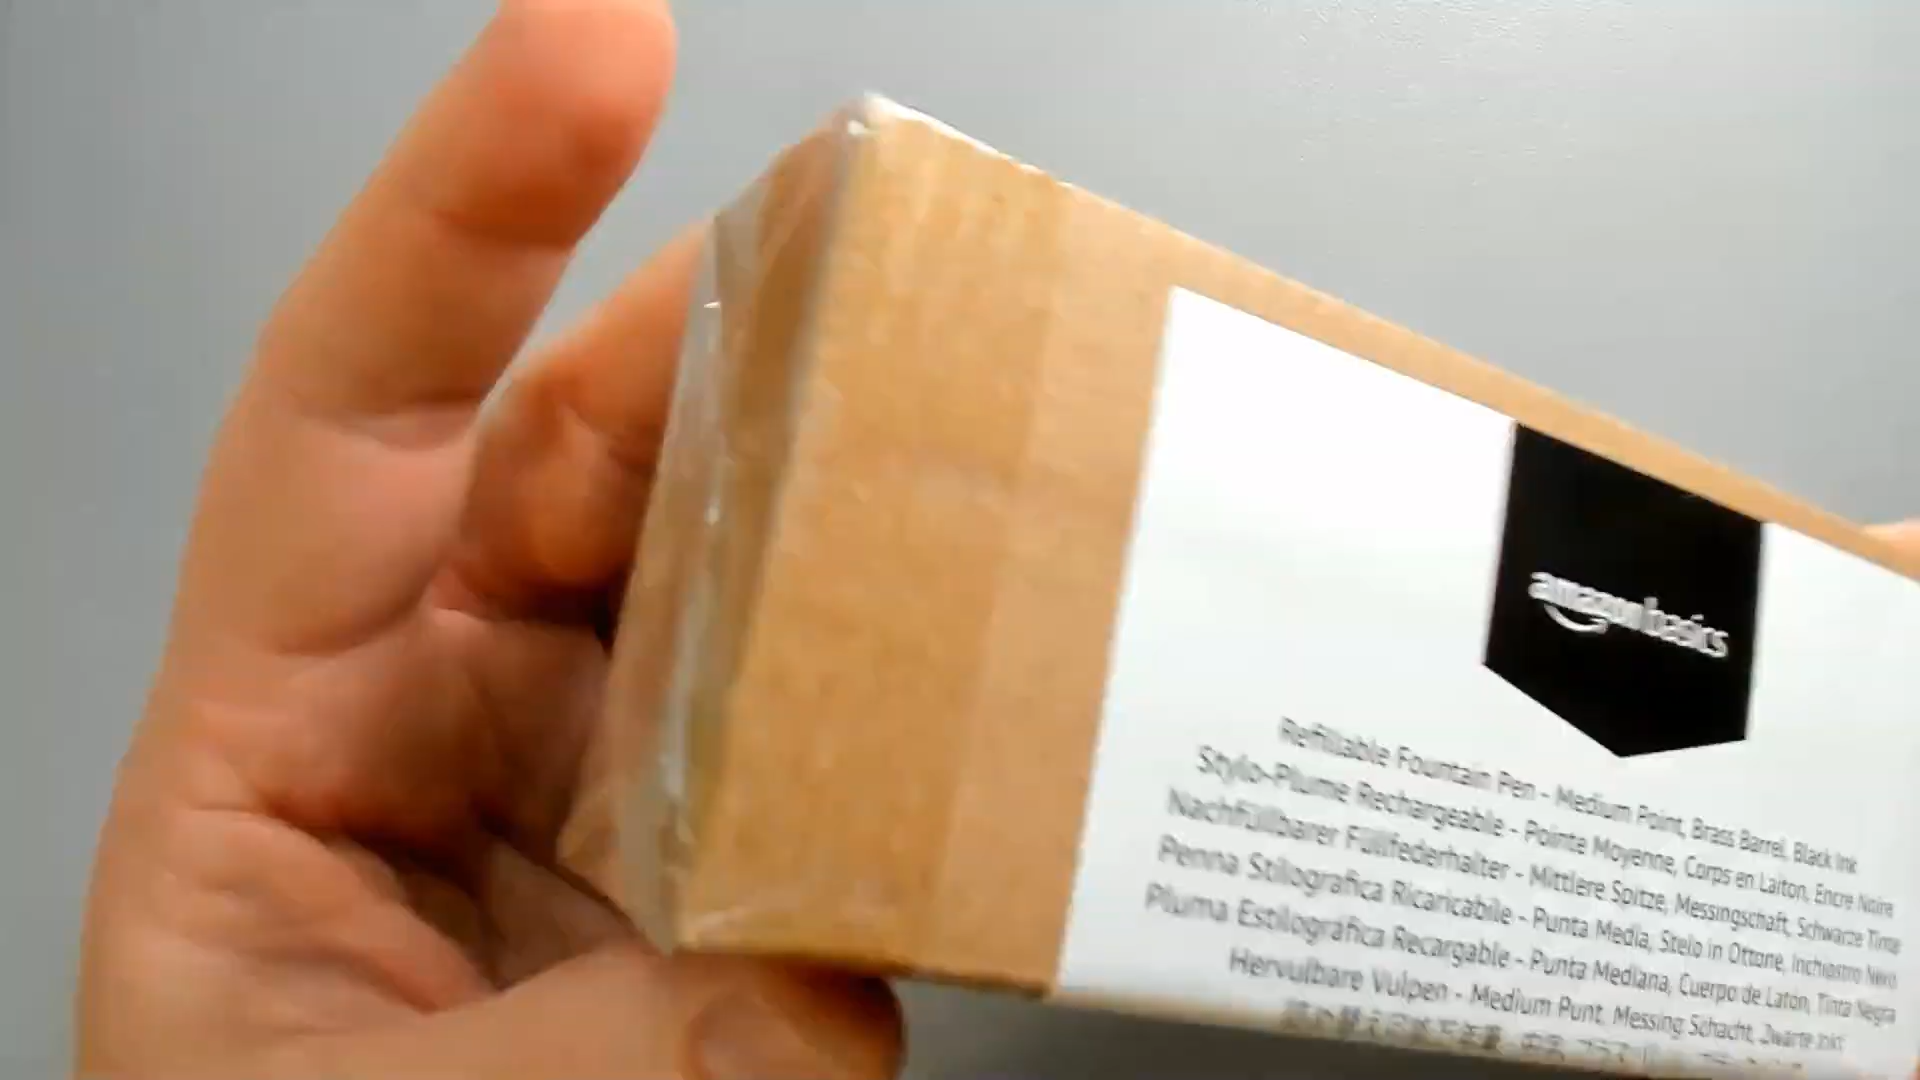 amazonbasics
Refillable Fountain Pen - Medium Point, Brass Barrel, Black Ink
Stylo-Plume Rechargeable - Pointe Moyenne, Corps en Laiton, Encre Noire
Nachfüllbarer Füllfederhalter - Mittlere Spitze, Messingschaft, Schwarze Tinte
Penna Stilografica Ricaricabile - Punta Media, Stelo in Ottone, Inchiostro Nero
Pluma Estilográfica Recargable - Punta Mediana, Cuerpo de Latón, Tinta Negra
Hervulbare Vulpen - Medium Punt, Messing Schacht, Zwarte Inkt